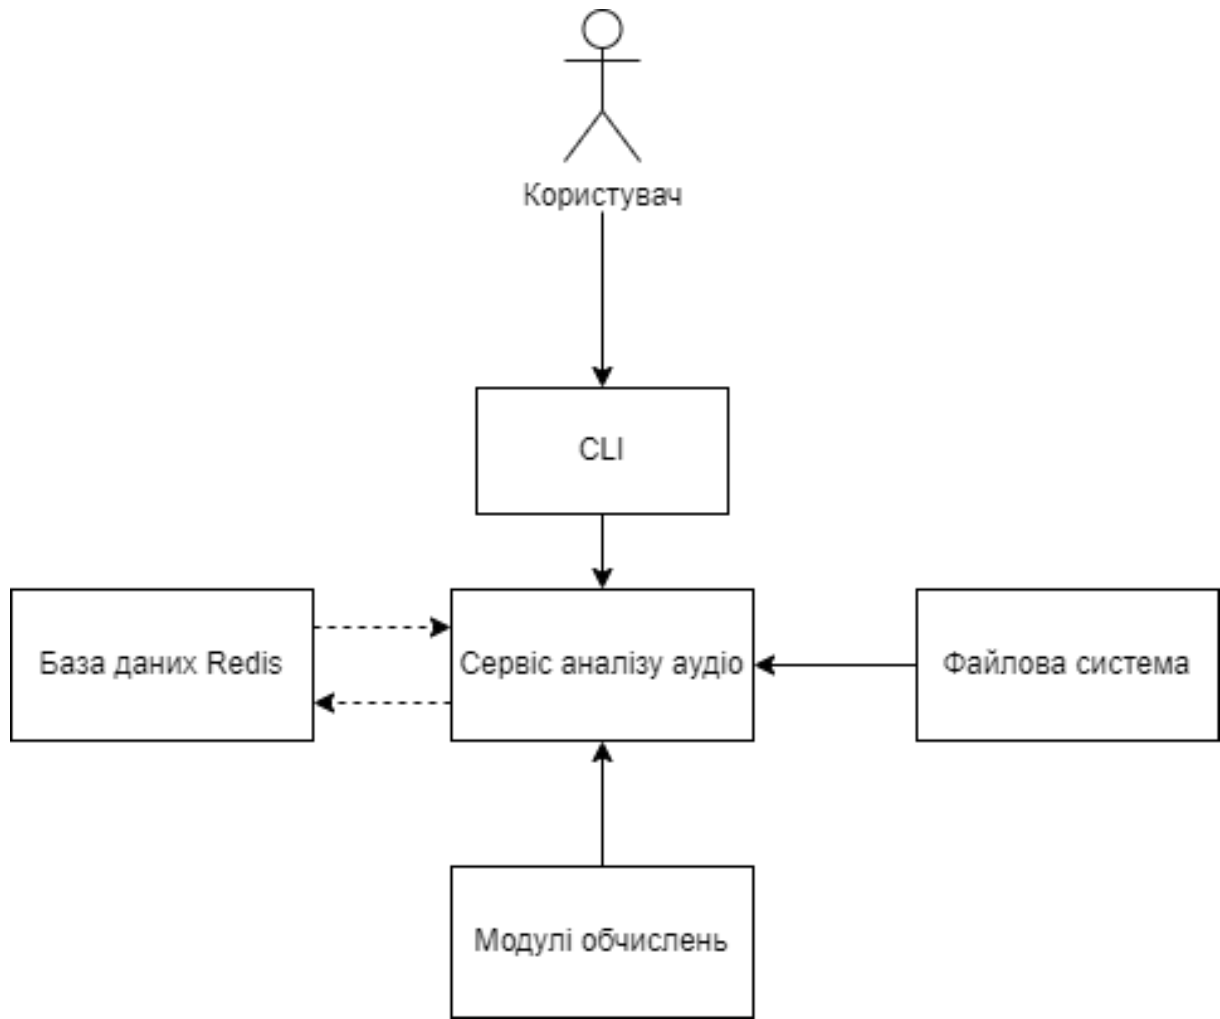 Користувач
CLI
База даних Redis
Сервіс аналізу аудіо
Файлова система
Модулі обчислень